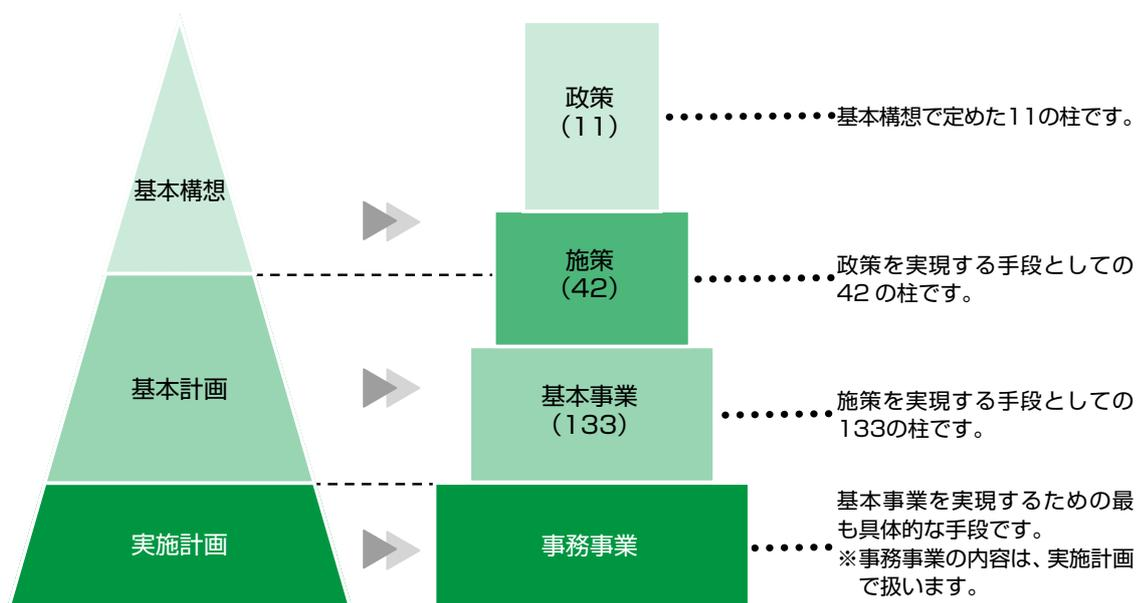 基本構想
基本計画
実施計画
政策
（11）
施策
（42）
基本事業
（133）
事務事業
基本構想で定めた11の柱です。
政策を実現する手段としての
42 の柱です。
施策を実現する手段としての
133の柱です。
基本事業を実現するための最
も具体的な手段です。
※事務事業の内容は、実施計画
で扱います。